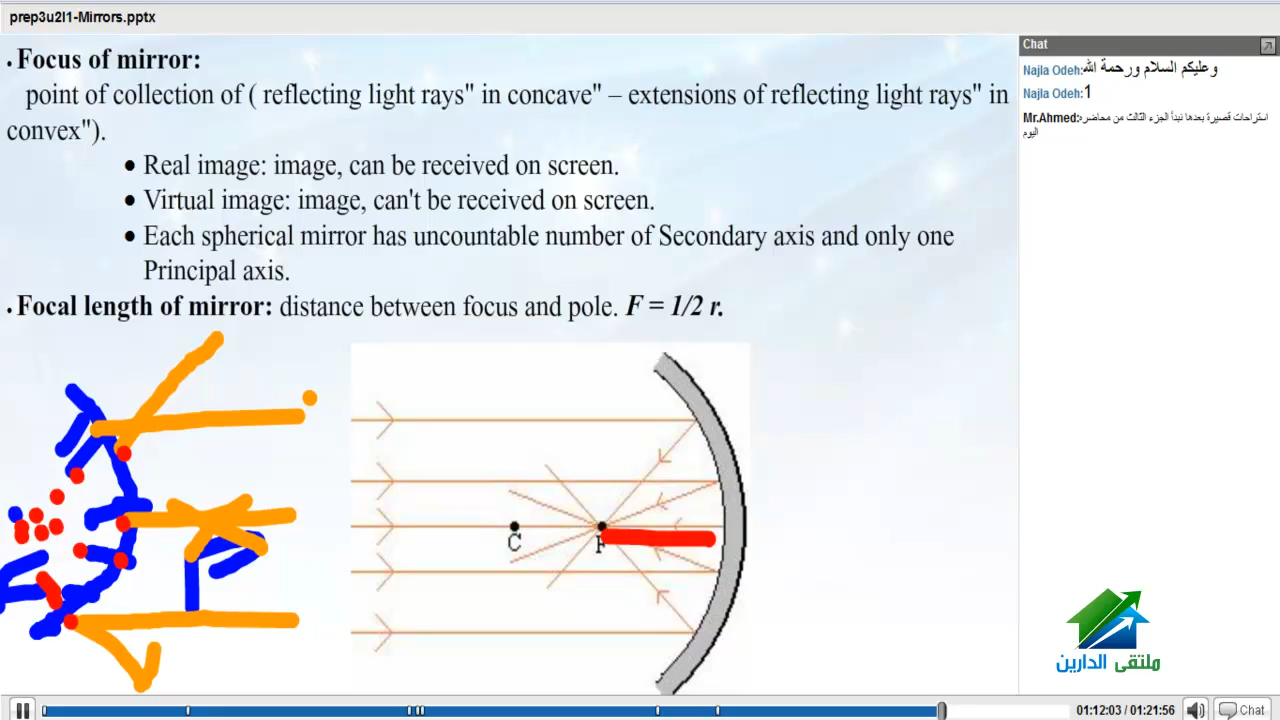 prep3u2l1-Mirrors.pptx
. Focus of mirror:
point of collection of ( reflecting light rays" in concave" – extensions of reflecting light rays" in
convex").
• Real image: image, can be received on screen.
• Virtual image: image, can't be received on screen.
• Each spherical mirror has uncountable number of Secondary axis and only one
Principal axis.
. Focal length of mirror: distance between focus and pole. F = 1/2 r.
C
F
Chat
Najla Odeh: وعليكم السلام ورحمة الله
Najla Odeh: 1
Mr.Ahmed: استراحات قصيرة بعدها نبدأ الجزء الثالث من محاضره
اليوم
ملتقى الدارين
01:12:03 / 01:21:56
Chat